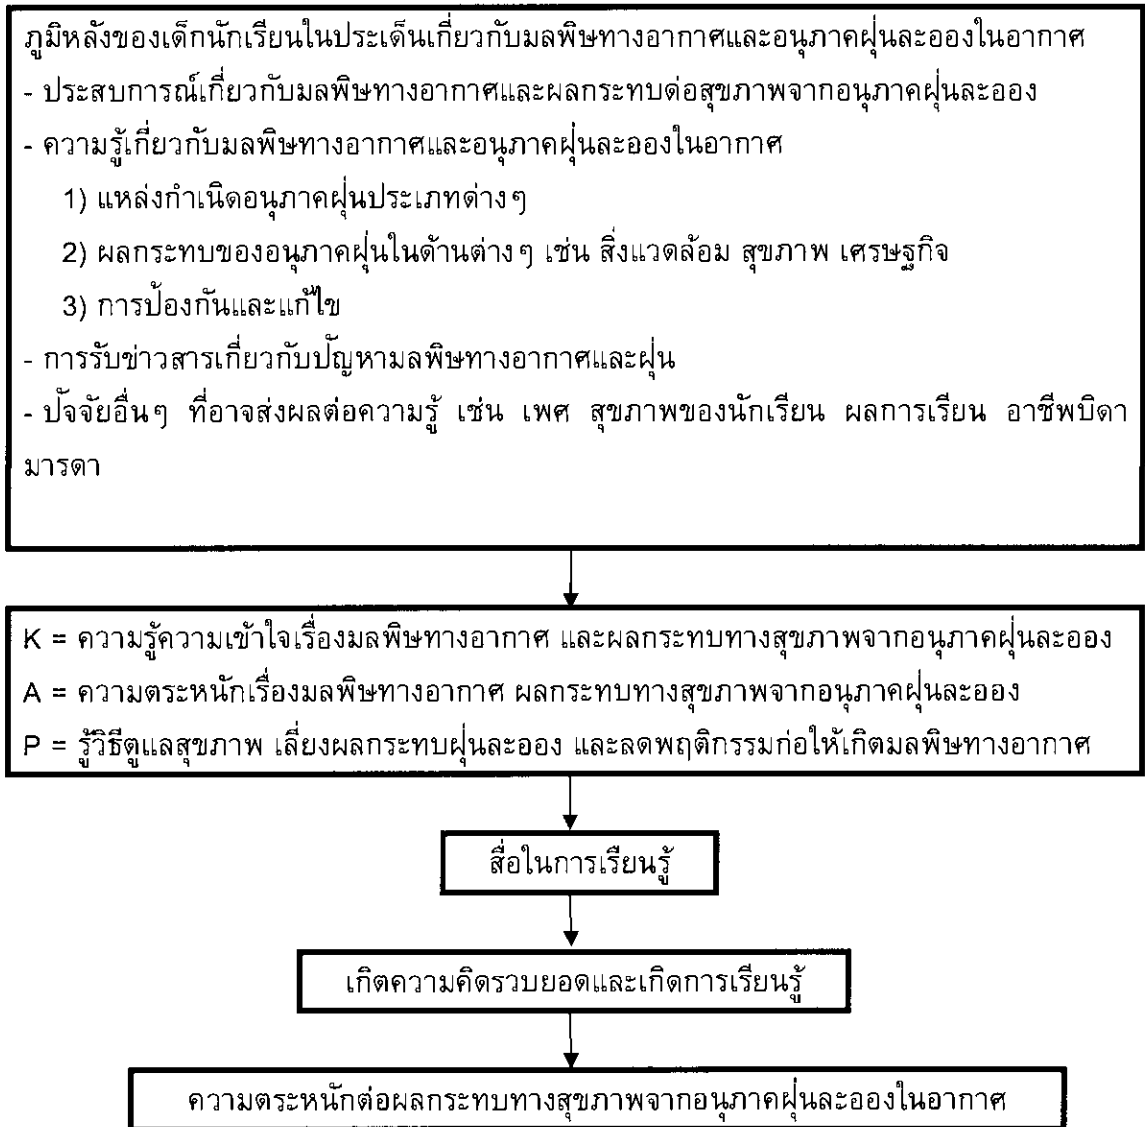 ภูมิหลังของเด็กนักเรียนในประเด็นเกี่ยวกับมลพิษทางอากาศและอนุภาคฝุ่นละอองในอากาศ
- ประสบการณ์เกี่ยวกับมลพิษทางอากาศและผลกระทบต่อสุขภาพจากอนุภาคฝุ่นละออง
- ความรู้เกี่ยวกับมลพิษทางอากาศและอนุภาคฝุ่นละอองในอากาศ
1) แหล่งกำเนิดอนุภาคฝุ่นประเภทต่างๆ
2) ผลกระทบของอนุภาคฝุ่นในด้านต่างๆ เช่น สิ่งแวดล้อม สุขภาพ เศรษฐกิจ
3) การป้องกันและแก้ไข
- การรับข่าวสารเกี่ยวกับปัญหามลพิษทางอากาศและฝุ่น
- ปัจจัยอื่นๆ ที่อาจส่งผลต่อความรู้ เช่น เพศ สุขภาพของนักเรียน ผลการเรียน อาชีพบิดา
มารดา
K = ความรู้ความเข้าใจเรื่องมลพิษทางอากาศ และผลกระทบทางสุขภาพจากอนุภาคฝุ่นละออง
A = ความตระหนักเรื่องมลพิษทางอากาศ ผลกระทบทางสุขภาพจากอนุภาคฝุ่นละออง
P = รู้วิธีดูแลสุขภาพ เลี่ยงผลกระทบฝุ่นละออง และลดพฤติกรรมก่อให้เกิดมลพิษทางอากาศ
สื่อในการเรียนรู้
เกิดความคิดรวบยอดและเกิดการเรียนรู้
ความตระหนักต่อผลกระทบทางสุขภาพจากอนุภาคฝุ่นละอองในอากาศ